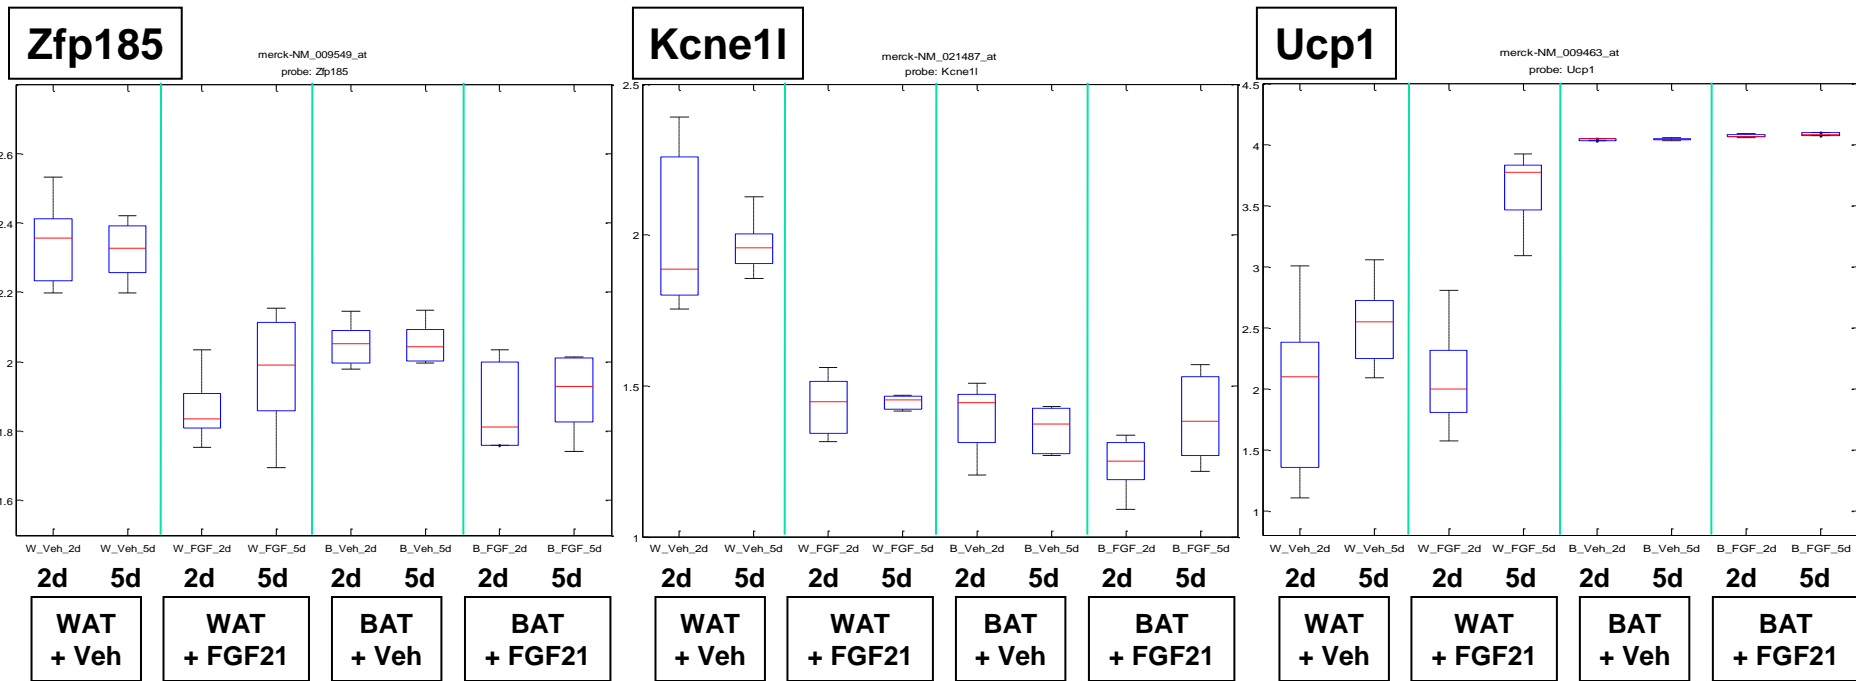 Zfp185
merck-NM_009549_at
probe: Zfp185
2.6
2.4
2.2
2
1.8
1.6
W_Veh_2d W_Veh_5d W_FGF_2d W_FGF_5d B_Veh_2d B_Veh_5d B_FGF_2d B_FGF_5d
2d 5d 2d 5d 2d 5d 2d 5d
WAT WAT BAT BAT
+ Veh + FGF21 + Veh + FGF21
Kcne1l
merck-NM_021487_at
probe: Kcne1l
2.5
2
1.5
1
W_Veh_2d W_Veh_5d W_FGF_2d W_FGF_5d B_Veh_2d B_Veh_5d B_FGF_2d B_FGF_5d
2d 5d 2d 5d 2d 5d 2d 5d
WAT WAT BAT BAT
+ Veh + FGF21 + Veh + FGF21
Ucp1
merck-NM_009463_at
probe: Ucp1
4.5
4
3.5
3
2.5
2
1.5
1
W_Veh_2d W_Veh_5d W_FGF_2d W_FGF_5d B_Veh_2d B_Veh_5d B_FGF_2d B_FGF_5d
2d 5d 2d 5d 2d 5d 2d 5d
WAT WAT BAT BAT
+ Veh + FGF21 + Veh + FGF21